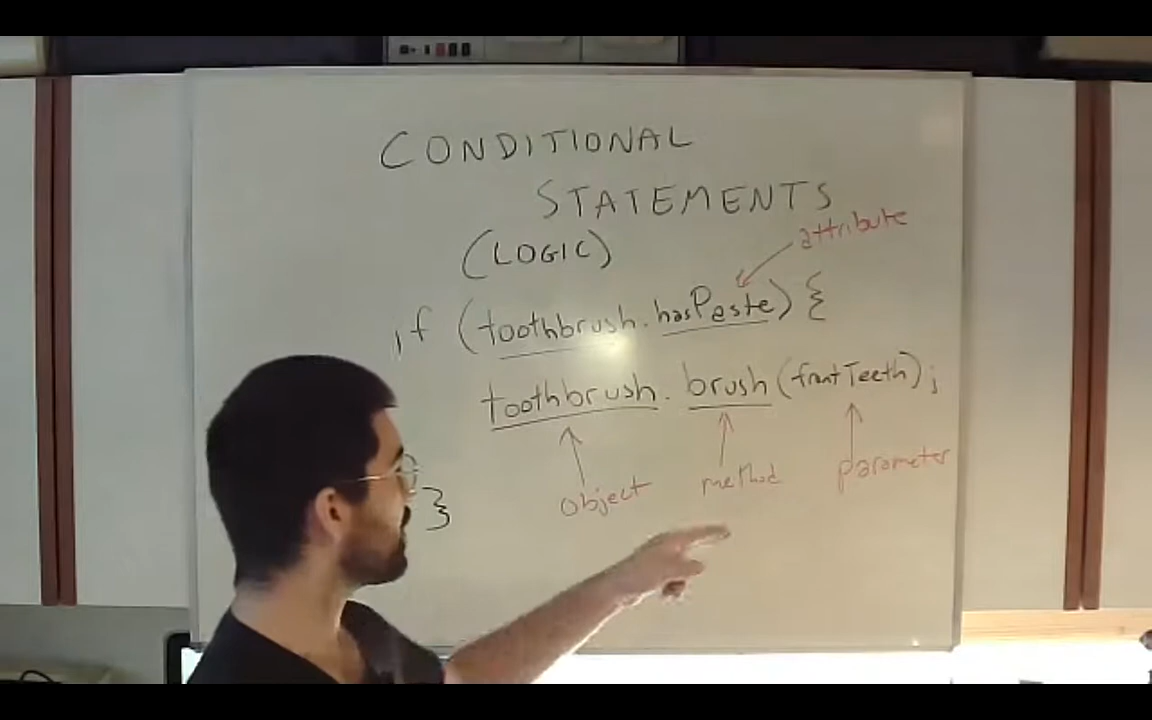 CONDITIONAL
STATEMENTS
(LOGIC)
attribute
if (toothbrush.hasPaste) {
toothbrush.brush(frontTeeth);
object method parameter
}